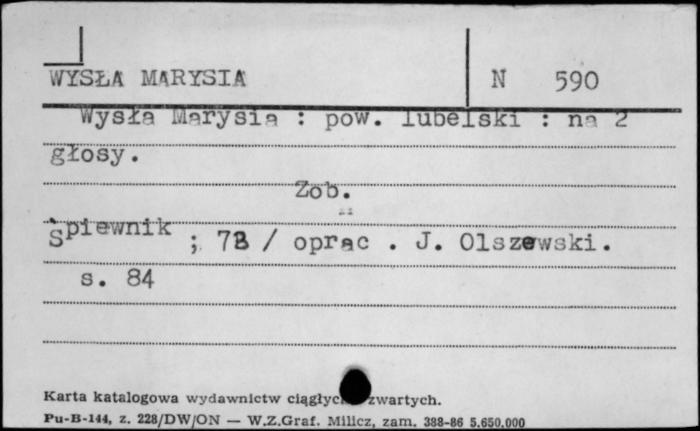 WYSŁA MARYSIA N 590
Wysła Marysia : pow. lubelski : na 2
głosy.
Zob.
Śpiewnik ; 78 / oprac . J. Olszewski.
s. 84
Karta katalogowa wydawnictw ciągłych zwartych.
Pu-B-144, z. 228/DW/ON — W.Z.Graf. Milicz, zam. 388-86 5.650.000